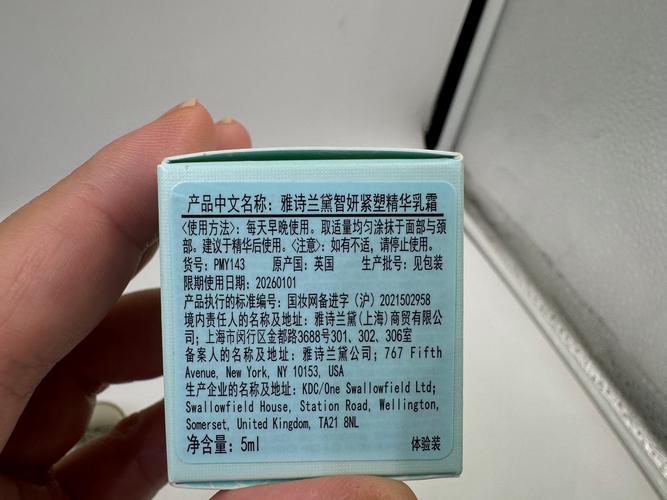 产品中文名称：雅诗兰黛智妍紧塑精华乳霜
<使用方法>：每天早晚使用。取适量均匀涂抹于面部与颈
部。建议于精华后使用。<注意>：如有不适，请停止使用。
货号：PMY143 原产国：英国 生产批号：见包装
限期使用日期：20260101
产品执行的标准编号：国妆网备进字（沪）2021502958
境内责任人的名称及地址：雅诗兰黛(上海)商贸有限公
司；上海市闵行区金都路3688号301、302、306室
备案人的名称及地址：雅诗兰黛公司；767 Fifth
Avenue, New York, NY 10153, USA
生产企业的名称及地址：KDC/One Swallowfield Ltd;
Swallowfield House, Station Road, Wellington,
Somerset, United Kingdom, TA21 8NL
净含量：5ml 体验装